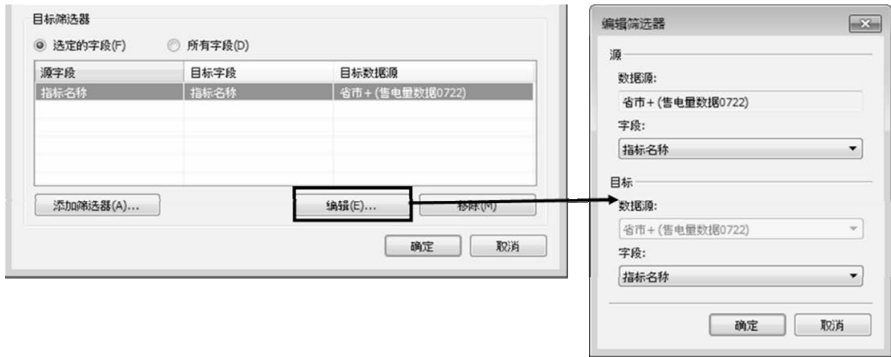 目标筛选器
选定的字段(F) 所有字段(D)
源字段 目标字段 目标数据源
指标名称 指标名称 省市+(售电量数据0722)
添加筛选器(A)... 编辑(E)... 移除(M)
确定 取消
编辑筛选器
源
数据源:
省市+(售电量数据0722)
字段:
指标名称
目标
数据源:
省市+(售电量数据0722)
字段:
指标名称
确定 取消